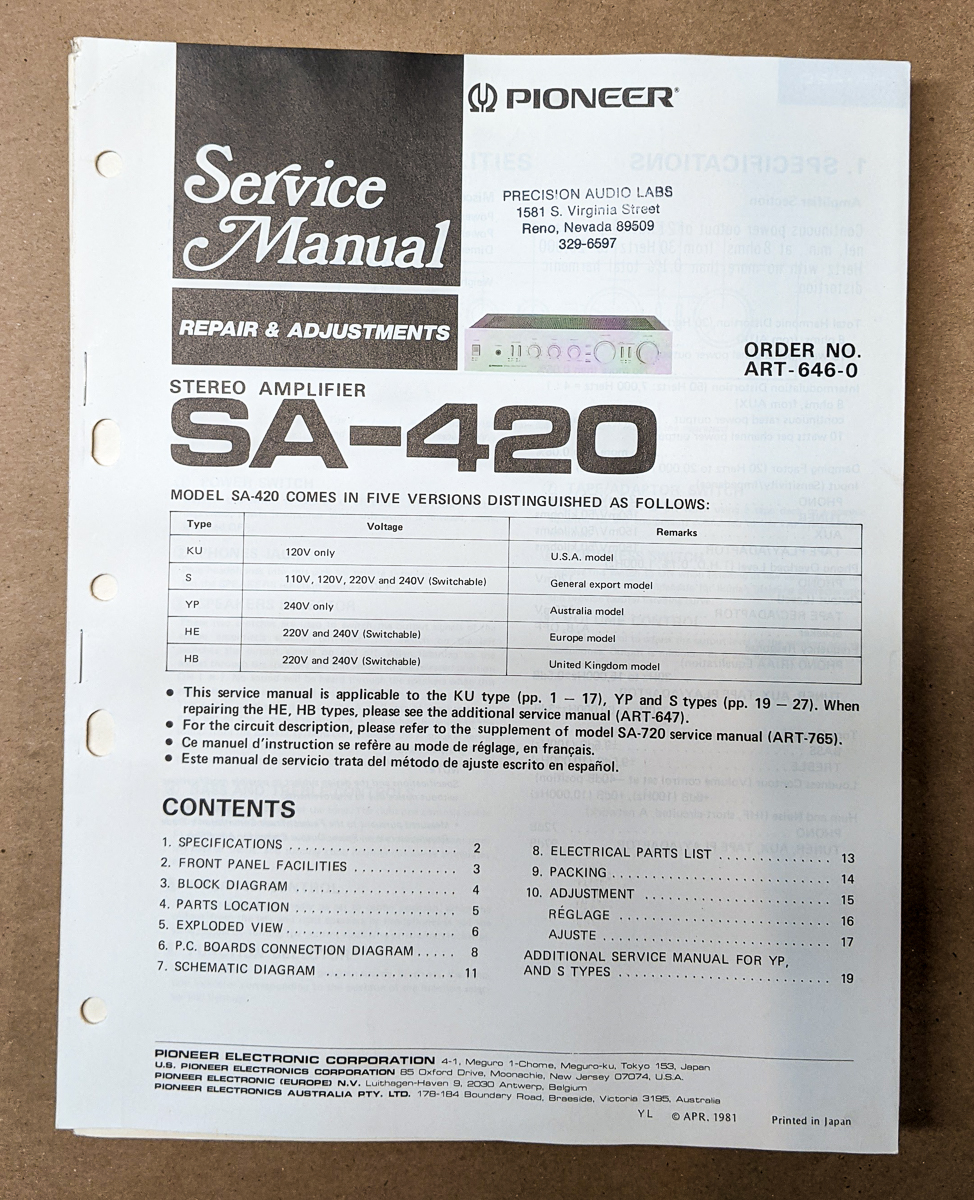 PIONEER
Service
Manual
PRECISION AUDIO LABS
1581 S. Virginia Street
Reno, Nevada 89509
329-6597
REPAIR & ADJUSTMENTS
ORDER NO.
ART-646-0
STEREO AMPLIFIER
SA-420
MODEL SA-420 COMES IN FIVE VERSIONS DISTINGUISHED AS FOLLOWS:
Type Voltage Remarks
KU 120V only U.S.A. model
S 110V, 120V, 220V and 240V (Switchable) General export model
YP 240V only Australia model
HE 220V and 240V (Switchable) Europe model
HB 220V and 240V (Switchable) United Kingdom model
● This service manual is applicable to the KU type (pp. 1 – 17), YP and S types (pp. 19 – 27). When
repairing the HE, HB types, please see the additional service manual (ART-647).
● For the circuit description, please refer to the supplement of model SA-720 service manual (ART-765).
● Ce manuel d'instruction se refère au mode de réglage, en français.
● Este manual de servicio trata del método de ajuste escrito en español.
CONTENTS
1. SPECIFICATIONS . . . . . . . . . . . . . . . . . . . . . 2
2. FRONT PANEL FACILITIES . . . . . . . . . . . . . 3
3. BLOCK DIAGRAM . . . . . . . . . . . . . . . . . . . . 4
4. PARTS LOCATION . . . . . . . . . . . . . . . . . . . . 5
5. EXPLODED VIEW . . . . . . . . . . . . . . . . . . . . . 6
6. P.C. BOARDS CONNECTION DIAGRAM . . . . . 8
7. SCHEMATIC DIAGRAM . . . . . . . . . . . . . . . . 11
8. ELECTRICAL PARTS LIST . . . . . . . . . . . . . 13
9. PACKING . . . . . . . . . . . . . . . . . . . . . . . . . . 14
10. ADJUSTMENT . . . . . . . . . . . . . . . . . . . . . . 15
RÉGLAGE . . . . . . . . . . . . . . . . . . . . . . . . . 16
AJUSTE . . . . . . . . . . . . . . . . . . . . . . . . . . . 17
ADDITIONAL SERVICE MANUAL FOR YP,
AND S TYPES . . . . . . . . . . . . . . . . . . . . . . . . . 19
PIONEER ELECTRONIC CORPORATION 4-1, Meguro 1-Chome, Meguro-ku, Tokyo 153, Japan
U.S. PIONEER ELECTRONICS CORPORATION 85 Oxford Drive, Moonachie, New Jersey 07074, U.S.A.
PIONEER ELECTRONIC (EUROPE) N.V. Luithagen-Haven 9, 2030 Antwerp, Belgium
PIONEER ELECTRONICS AUSTRALIA PTY. LTD. 178-184 Boundary Road, Braeside, Victoria 3195, Australia
YL © APR. 1981 Printed in Japan